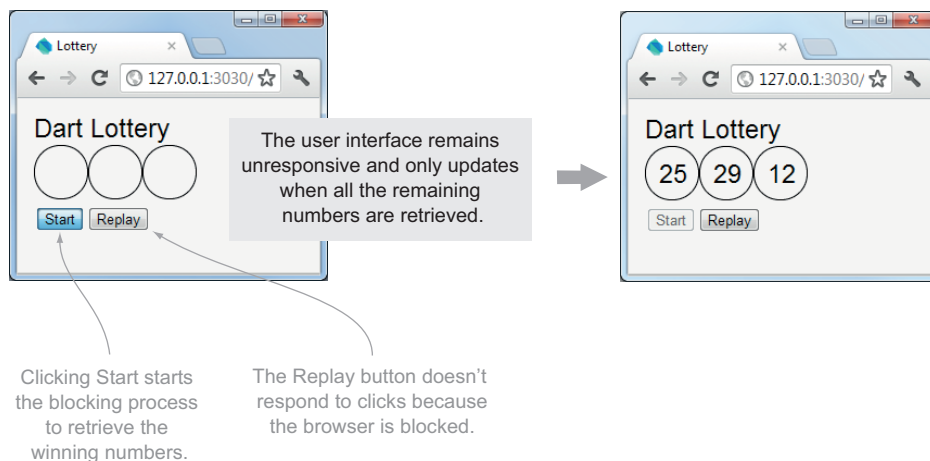 Lottery
127.0.0.1:3030/
Dart Lottery
Start
Replay
The user interface remains
unresponsive and only updates
when all the remaining
numbers are retrieved.
Lottery
127.0.0.1:3030/
Dart Lottery
25 29 12
Start
Replay
Clicking Start starts
the blocking process
to retrieve the
winning numbers.
The Replay button doesn’t
respond to clicks because
the browser is blocked.